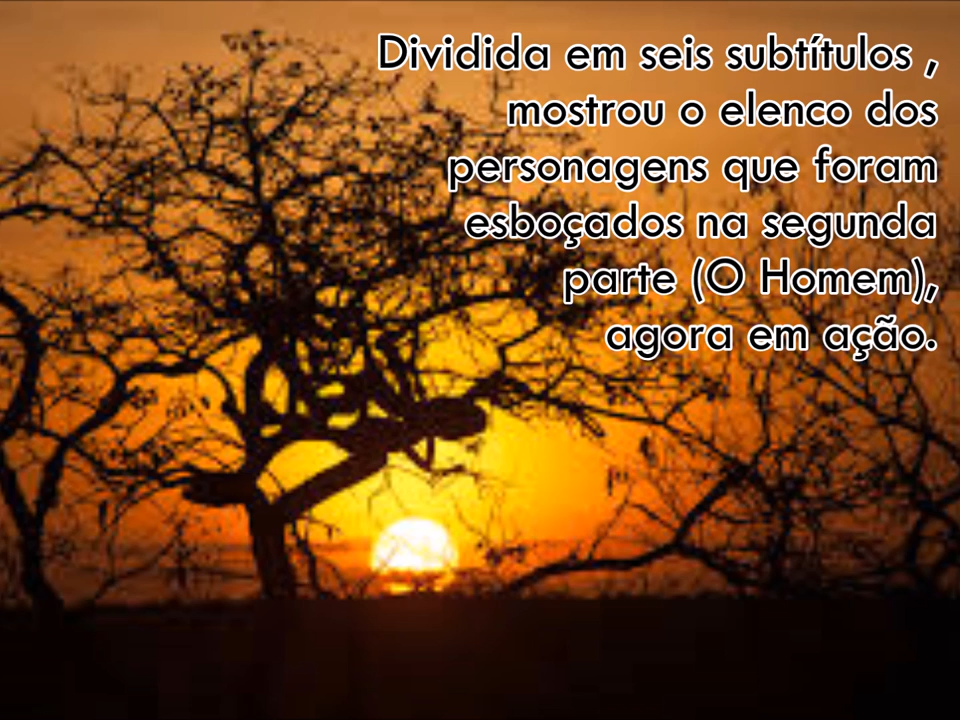 Dividida em seis subtítulos ,
mostrou o elenco dos
personagens que foram
esboçados na segunda
parte (O Homem),
agora em ação.